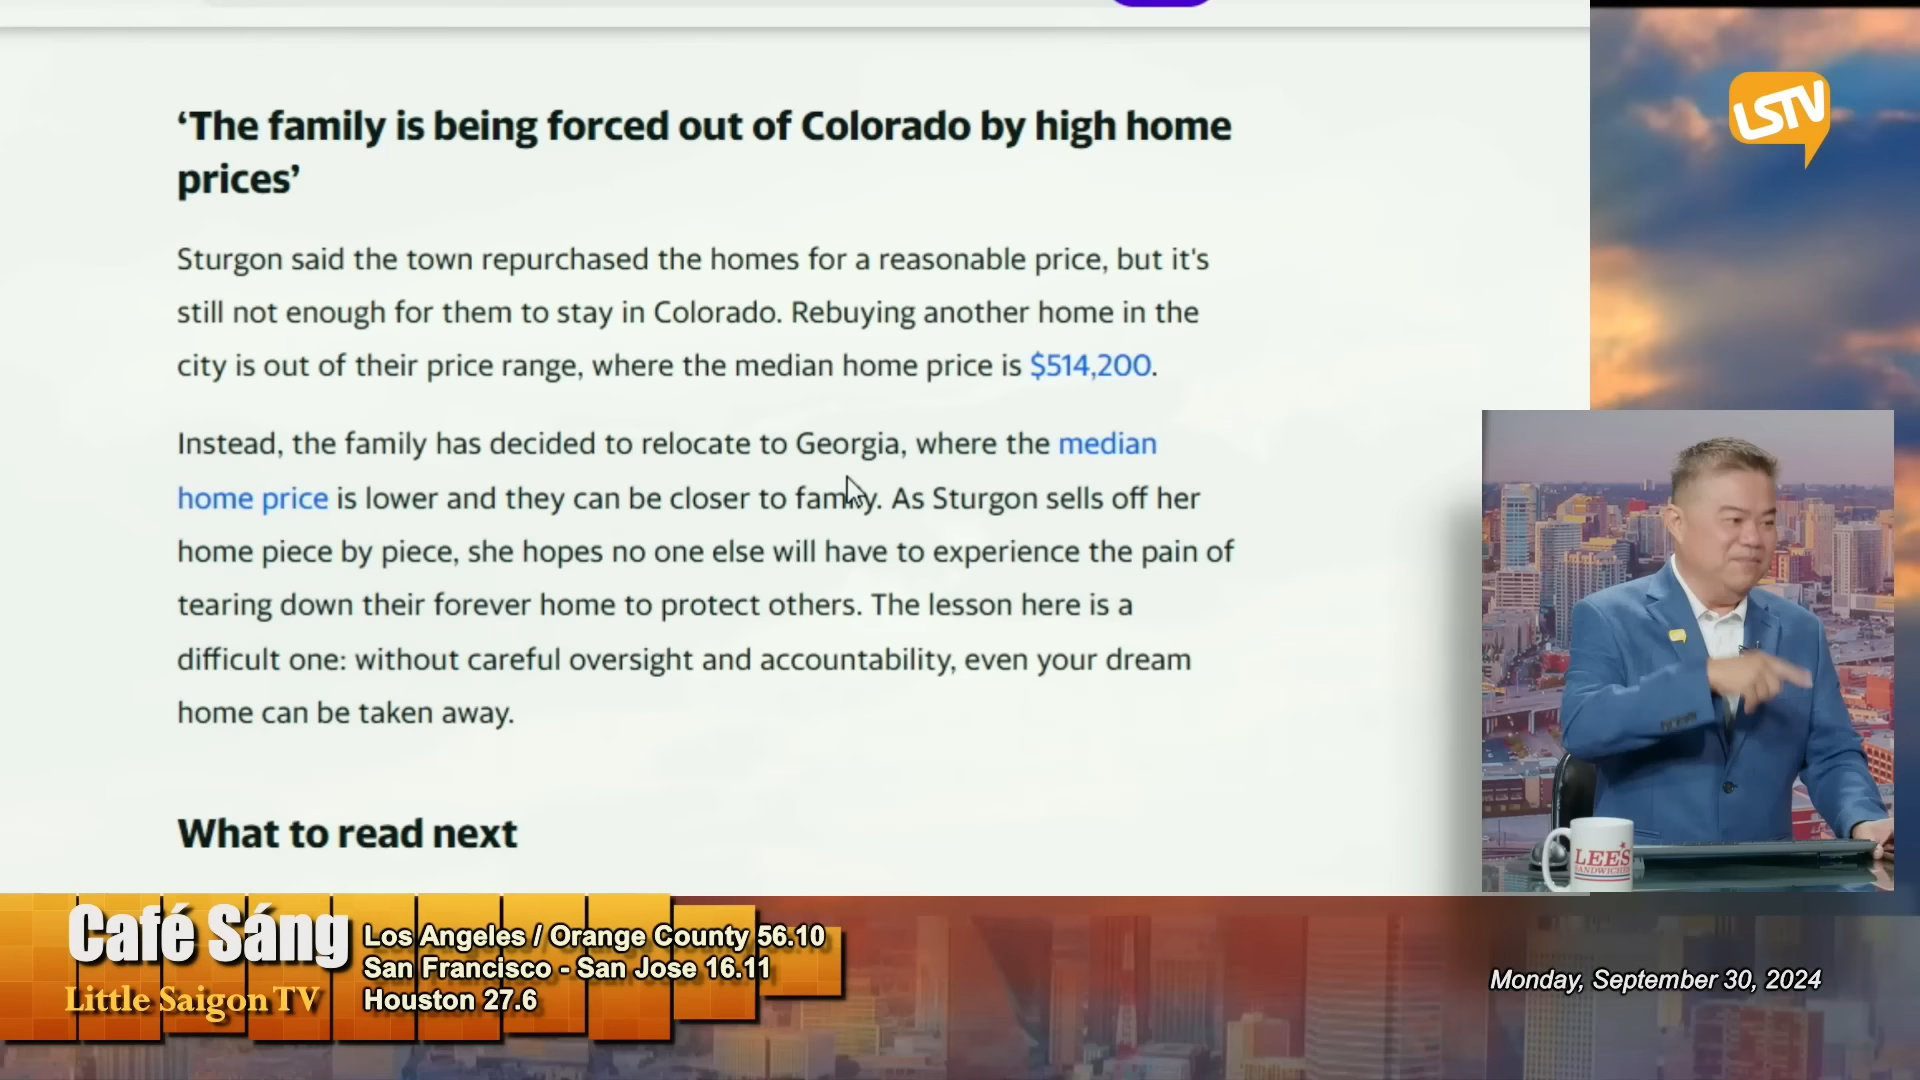 ‘The family is being forced out of Colorado by high home
prices’
Sturgon said the town repurchased the homes for a reasonable price, but it's
still not enough for them to stay in Colorado. Rebuying another home in the
city is out of their price range, where the median home price is $514,200.
Instead, the family has decided to relocate to Georgia, where the median
home price is lower and they can be closer to family. As Sturgon sells off her
home piece by piece, she hopes no one else will have to experience the pain of
tearing down their forever home to protect others. The lesson here is a
difficult one: without careful oversight and accountability, even your dream
home can be taken away.
What to read next
LSTV
LEE'S
SANDWICHES
Café Sáng
Little Saigon TV
Los Angeles / Orange County 56.10
San Francisco - San Jose 16.11
Houston 27.6
Monday, September 30, 2024